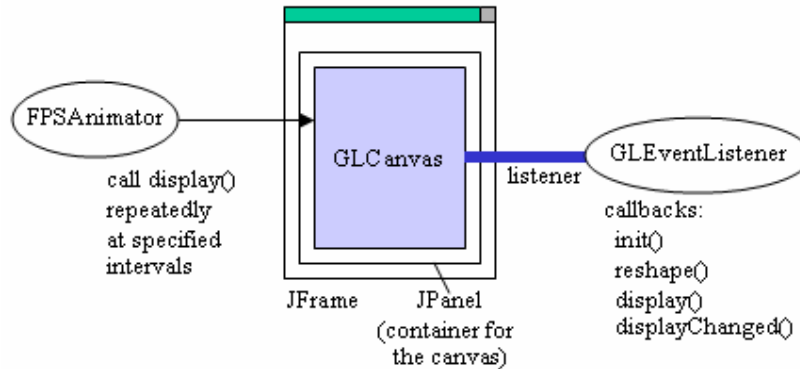 FPSAnimator
call display()
repeatedly
at specified
intervals
GLCanvas
JFrame
JPanel
(container for
the canvas)
listener
GLEventListener
callbacks:
init()
reshape()
display()
displayChanged()